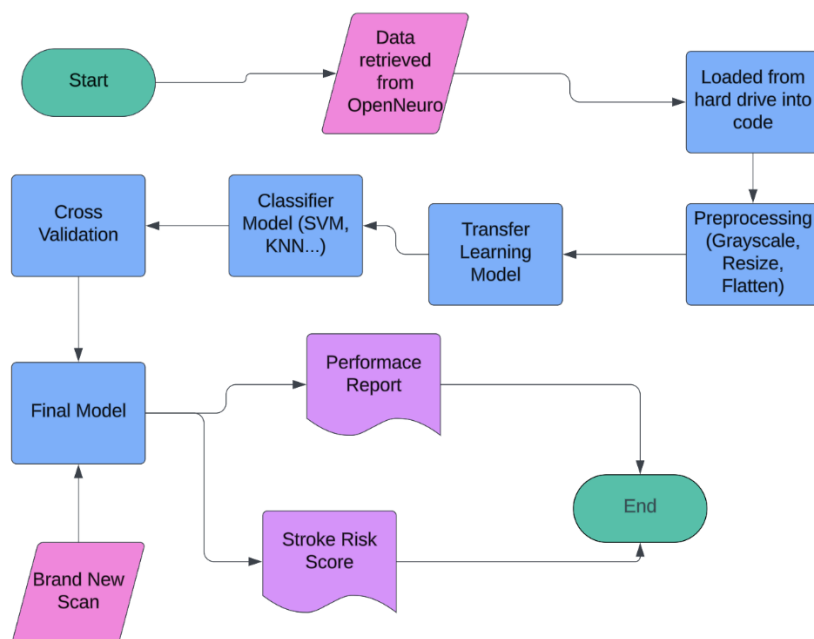 Start
Data
retrieved
from
OpenNeuro
Loaded from
hard drive into
code
Cross
Validation
Classifier
Model (SVM,
KNN...)
Transfer
Learning
Model
Preprocessing
(Grayscale,
Resize,
Flatten)
Final Model
Performace
Report
Stroke Risk
Score
End
Brand New
Scan